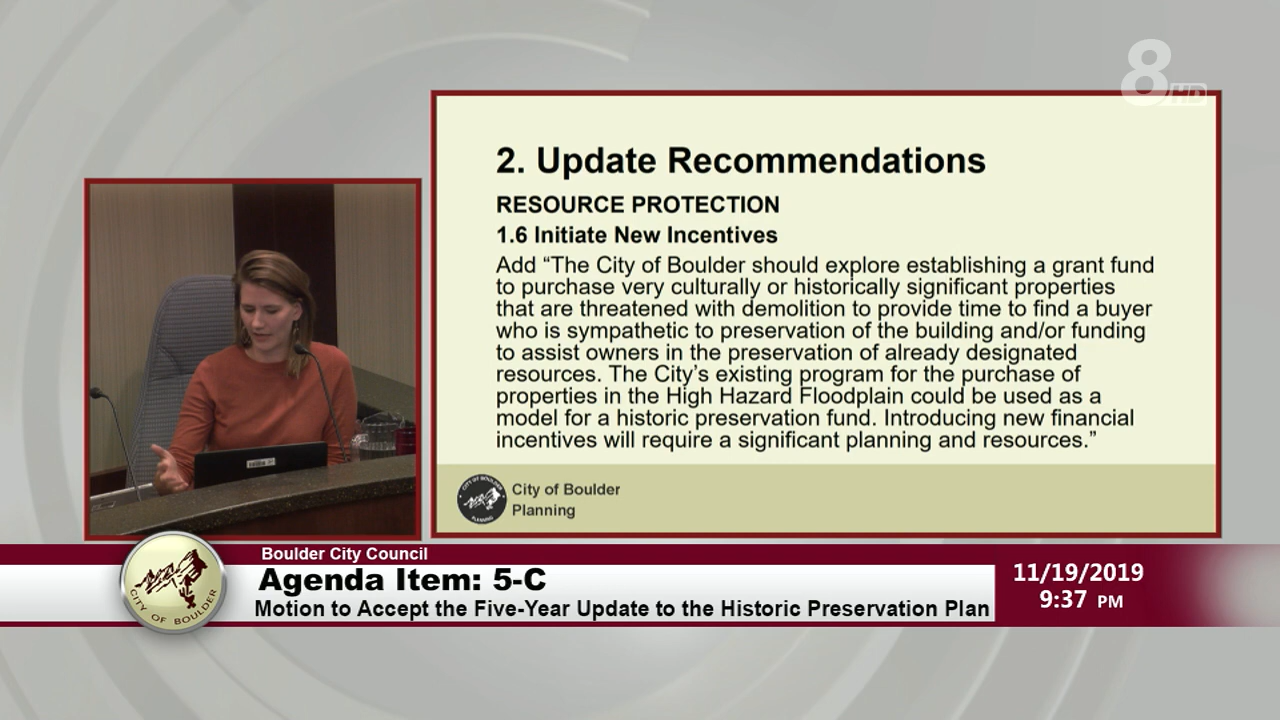 8
HD
2. Update Recommendations
RESOURCE PROTECTION
1.6 Initiate New Incentives
Add “The City of Boulder should explore establishing a grant fund
to purchase very culturally or historically significant properties
that are threatened with demolition to provide time to find a buyer
who is sympathetic to preservation of the building and/or funding
to assist owners in the preservation of already designated
resources. The City’s existing program for the purchase of
properties in the High Hazard Floodplain could be used as a
model for a historic preservation fund. Introducing new financial
incentives will require a significant planning and resources.”
CITY OF BOULDER
PLANNING
City of Boulder
Planning
Boulder City Council
Agenda Item: 5-C
Motion to Accept the Five-Year Update to the Historic Preservation Plan
CITY OF BOULDER
11/19/2019
9:37 PM